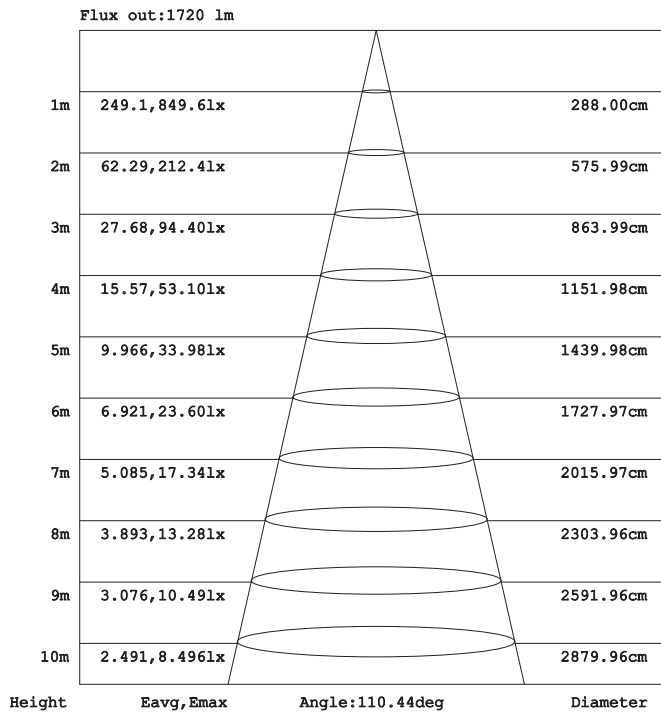 Flux out:1720 lm
1m 249.1,849.6lx 288.00cm
2m 62.29,212.4lx 575.99cm
3m 27.68,94.40lx 863.99cm
4m 15.57,53.10lx 1151.98cm
5m 9.966,33.98lx 1439.98cm
6m 6.921,23.60lx 1727.97cm
7m 5.085,17.34lx 2015.97cm
8m 3.893,13.28lx 2303.96cm
9m 3.076,10.49lx 2591.96cm
10m 2.491,8.496lx 2879.96cm
Height Eavg,Emax Angle:110.44deg Diameter